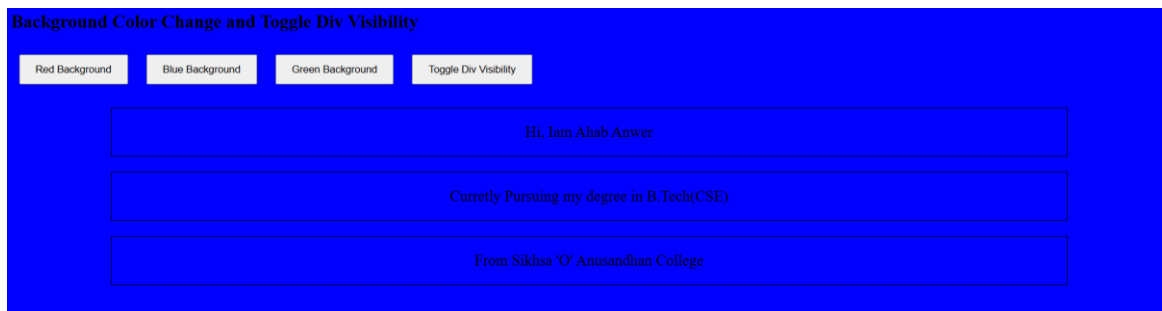 Background Color Change and Toggle Div Visibility
Red Background Blue Background Green Background Toggle Div Visibility
Hi, Iam Ahab Anwer
Curretly Pursuing my degree in B.Tech(CSE)
From Sikhsa 'O' Anusandhan College